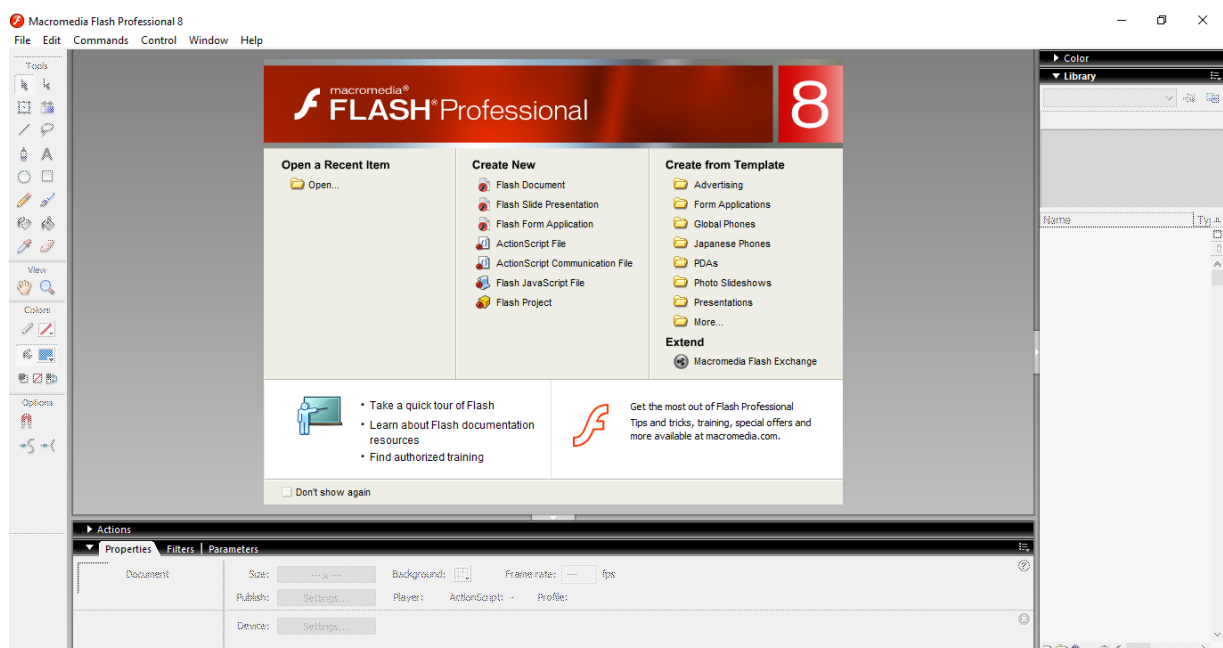 Macromedia Flash Professional 8
File Edit Commands Control Window Help
Tools
View
Colors
Options
macromedia®
FLASH® Professional
8
Open a Recent Item
Open...
Create New
Flash Document
Flash Slide Presentation
Flash Form Application
ActionScript File
ActionScript Communication File
Flash JavaScript File
Flash Project
Create from Template
Advertising
Form Applications
Global Phones
Japanese Phones
PDAs
Photo Slideshows
Presentations
More...
Extend
Macromedia Flash Exchange
• Take a quick tour of Flash
• Learn about Flash documentation
resources
• Find authorized training
Get the most out of Flash Professional
Tips and tricks, training, special offers and
more available at macromedia.com.
Don't show again
Color
Library
Name Ty
Actions
Properties Filters Parameters
Document
Size: --- x --- Background: Frame rate: --- fps
Publish: Settings... Player: ActionScript: - Profile:
Device: Settings...